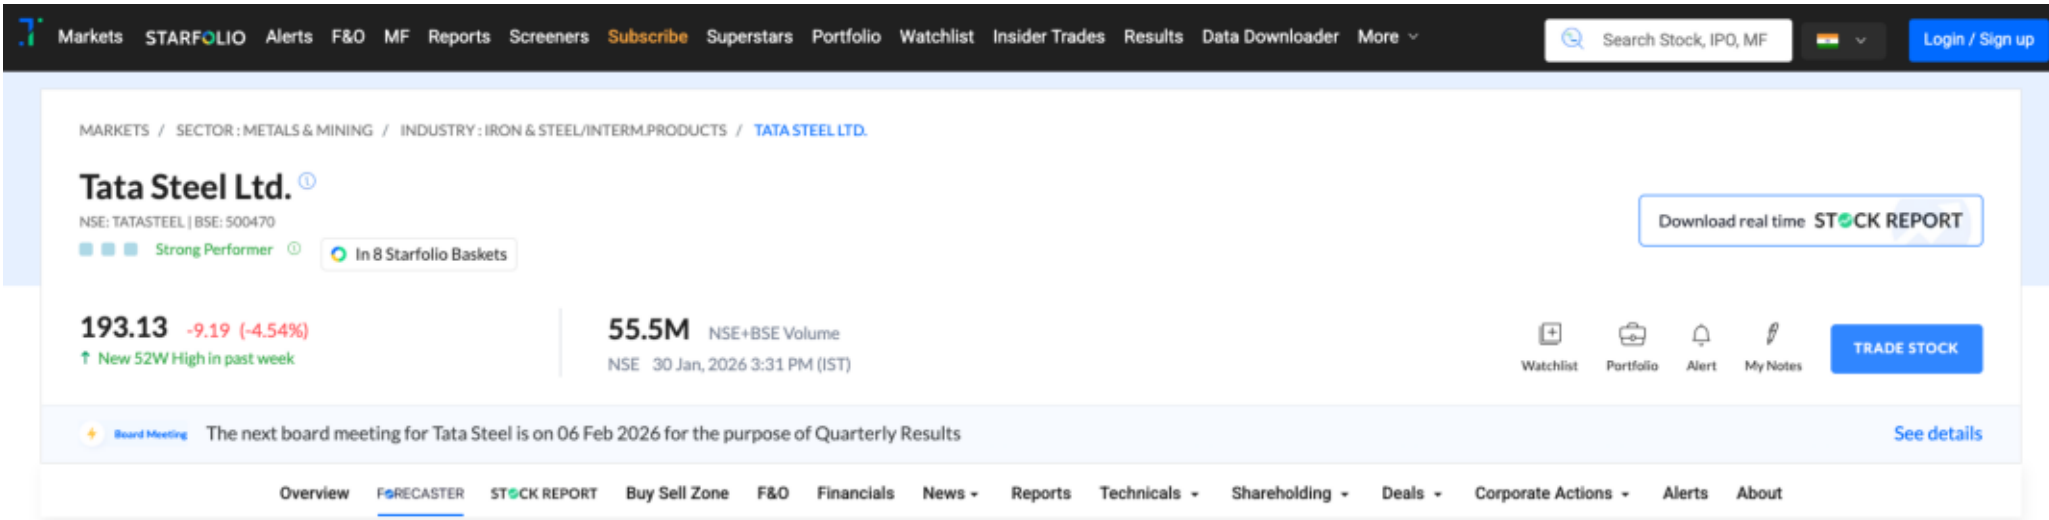 Markets STARFOLIO Alerts F&O MF Reports Screeners Subscribe Superstars Portfolio Watchlist Insider Trades Results Data Downloader More Search Stock, IPO, MF Login / Sign up
MARKETS / SECTOR : METALS & MINING / INDUSTRY : IRON & STEEL/INTERM.PRODUCTS / TATA STEEL LTD.
Tata Steel Ltd.
NSE: TATASTEEL | BSE: 500470
Strong Performer In 8 Starfolio Baskets
Download real time STOCK REPORT
193.13 -9.19 (-4.54%)
New 52W High in past week
55.5M NSE+BSE Volume
NSE 30 Jan, 2026 3:31 PM (IST)
Watchlist Portfolio Alert My Notes TRADE STOCK
Board Meeting The next board meeting for Tata Steel is on 06 Feb 2026 for the purpose of Quarterly Results See details
Overview FORECASTER STOCK REPORT Buy Sell Zone F&O Financials News Reports Technicals Shareholding Deals Corporate Actions Alerts About